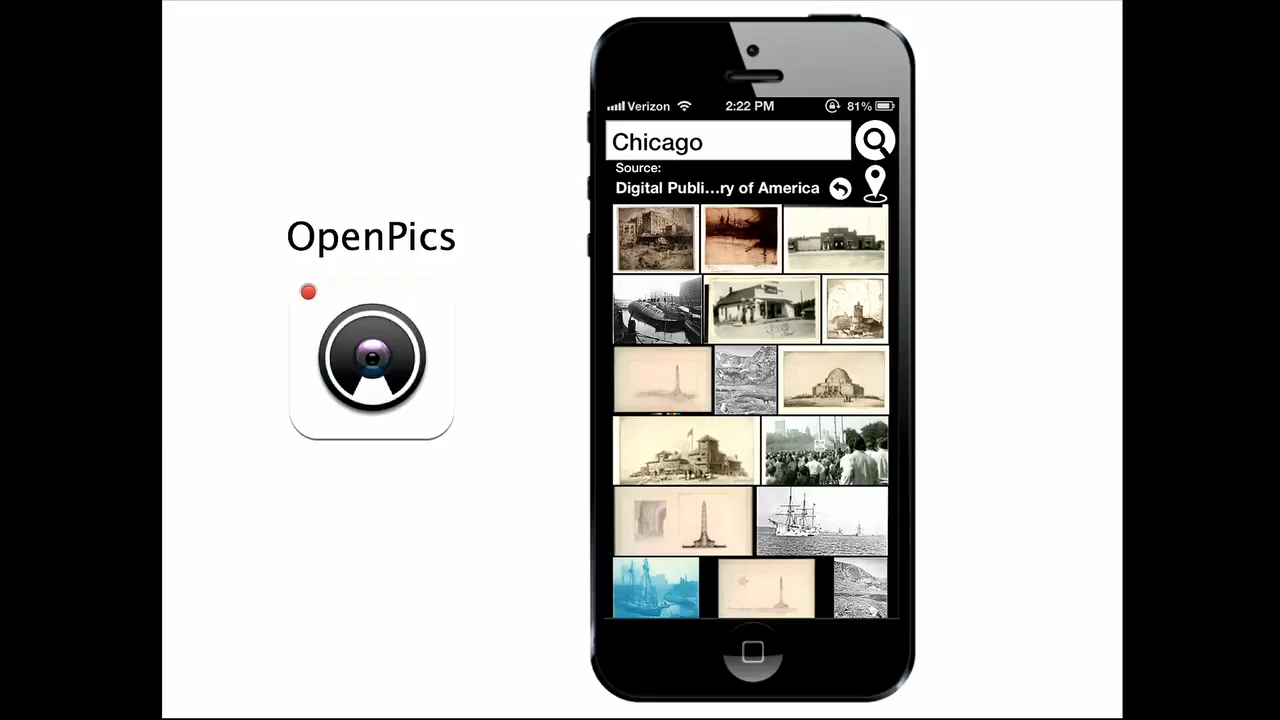 OpenPics
Verizon 2:22 PM 81%
Chicago
Source:
Digital Publi...ry of America